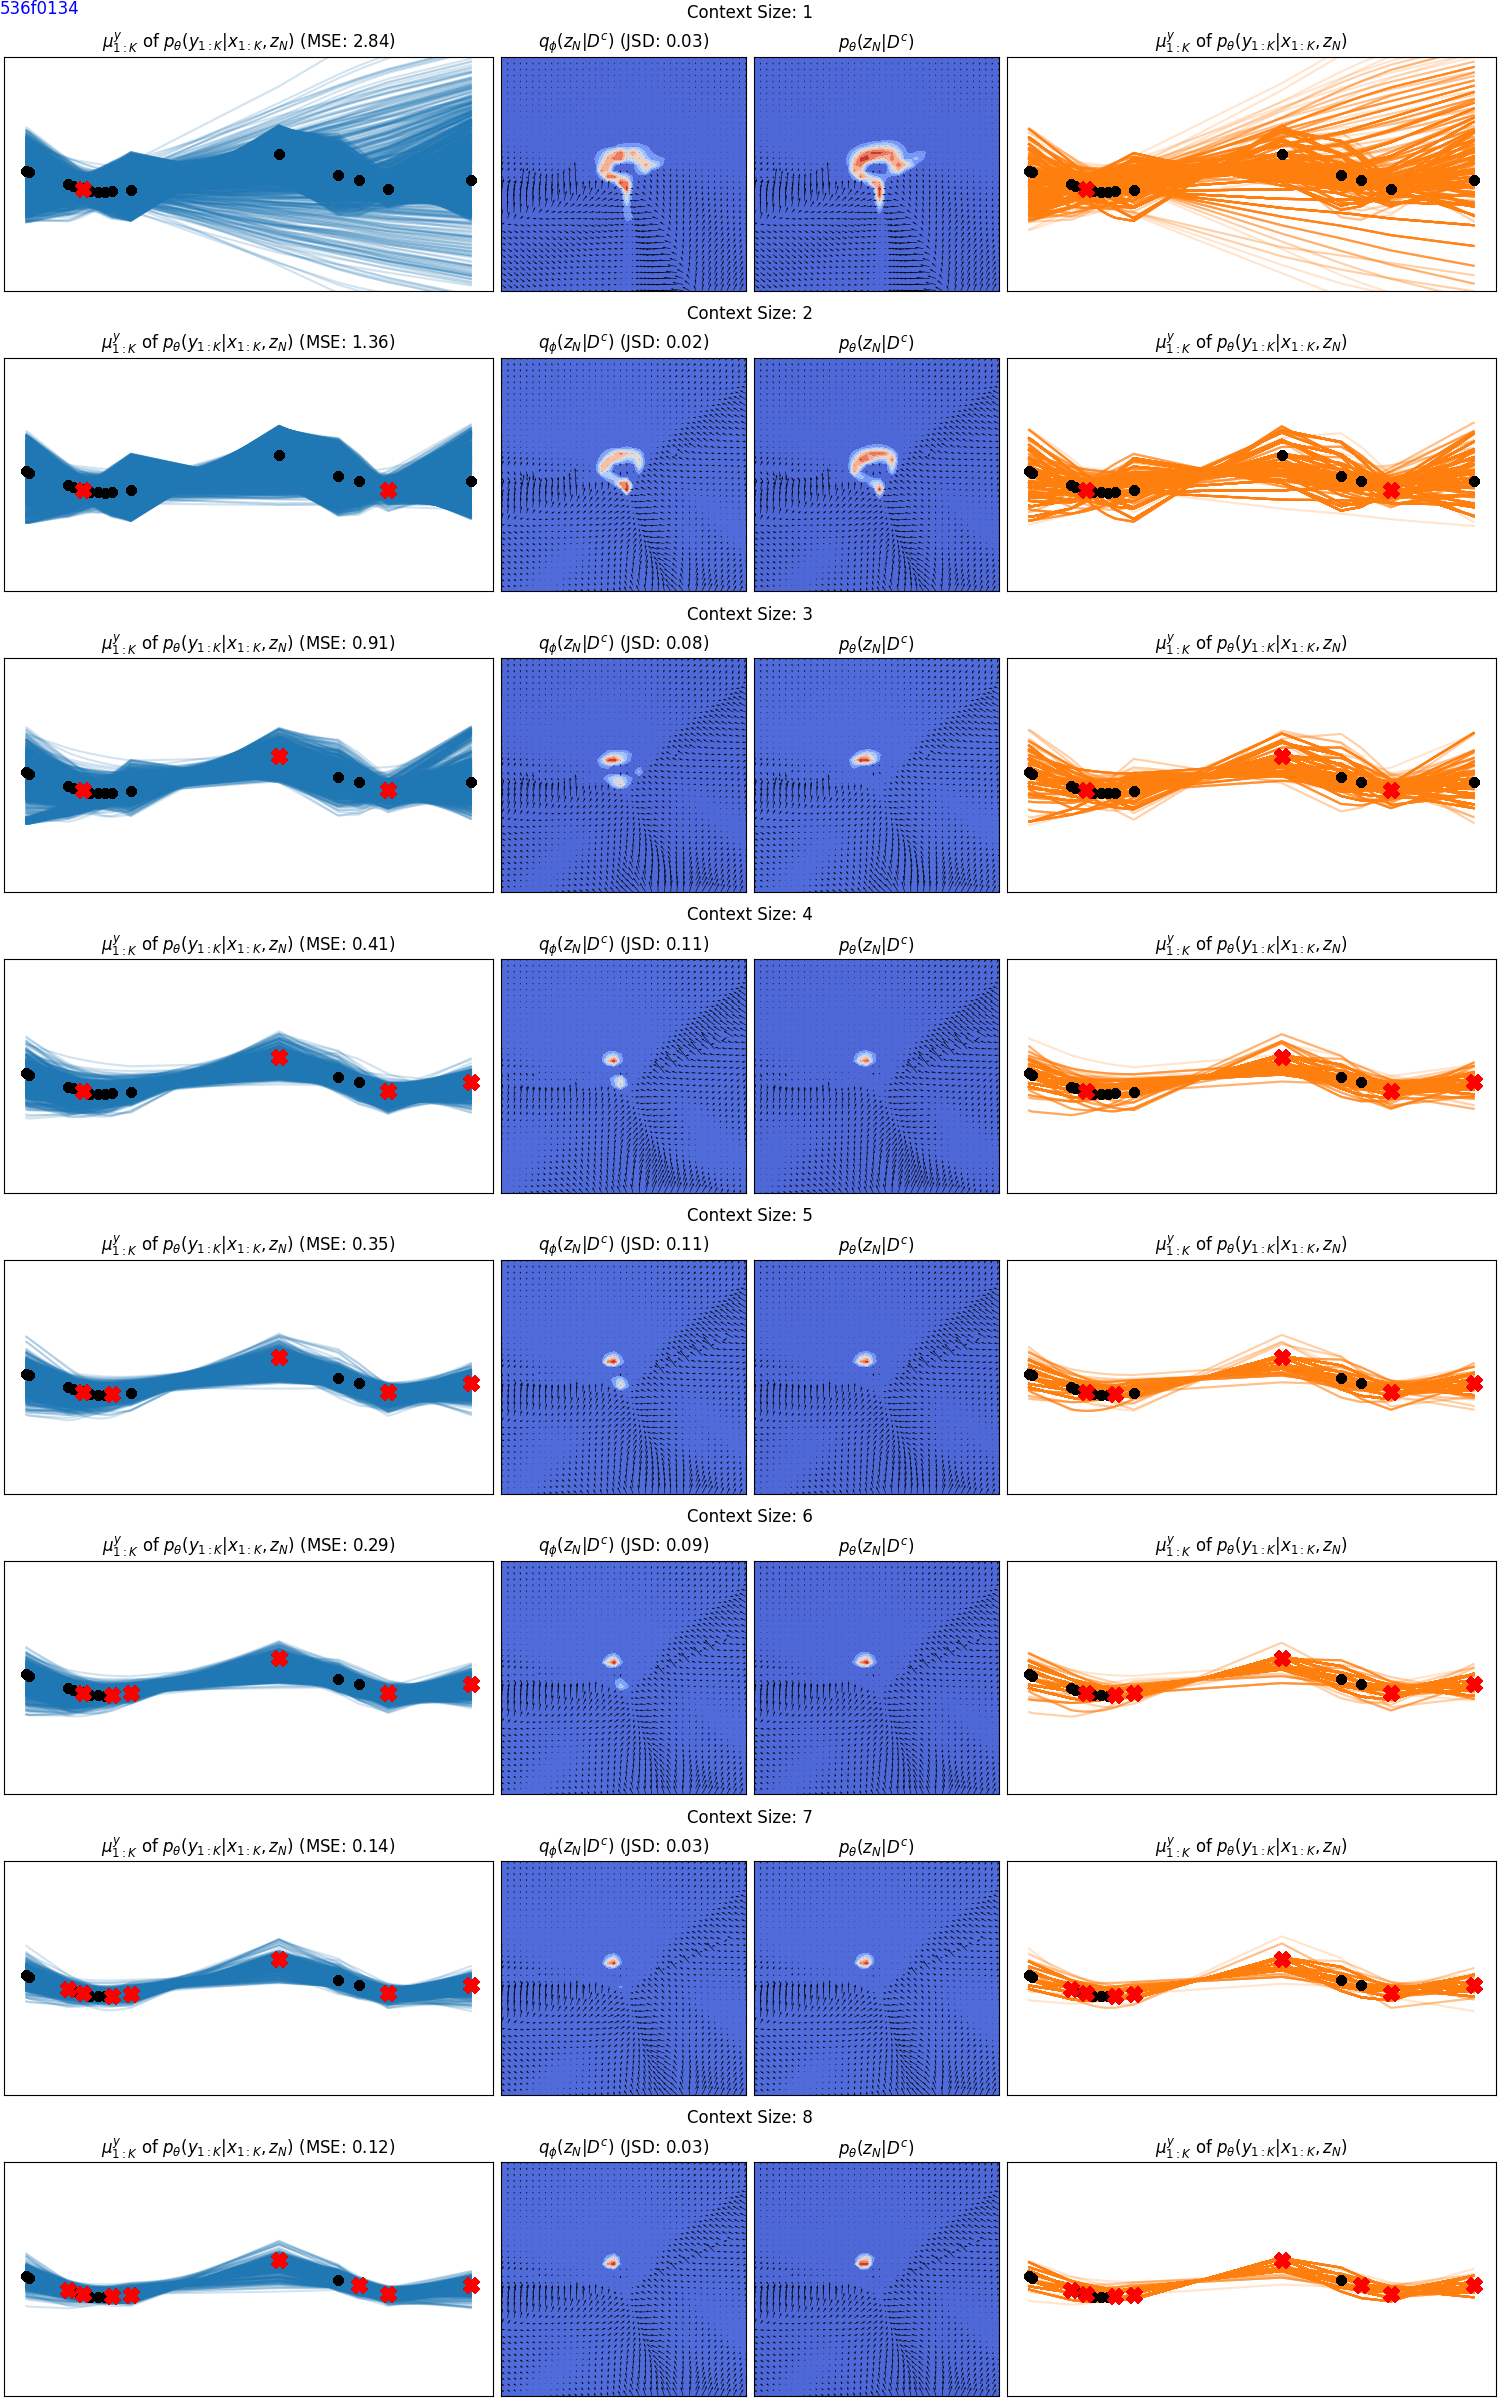 536f0134
Context Size: 1
μ^y_{1:K} of p_θ(y_{1:K}|x_{1:K}, z_N) (MSE: 2.84) q_ϕ(z_N|D^c) (JSD: 0.03) p_θ(z_N|D^c) μ^y_{1:K} of p_θ(y_{1:K}|x_{1:K}, z_N)
Context Size: 2
μ^y_{1:K} of p_θ(y_{1:K}|x_{1:K}, z_N) (MSE: 1.36) q_ϕ(z_N|D^c) (JSD: 0.02) p_θ(z_N|D^c) μ^y_{1:K} of p_θ(y_{1:K}|x_{1:K}, z_N)
Context Size: 3
μ^y_{1:K} of p_θ(y_{1:K}|x_{1:K}, z_N) (MSE: 0.91) q_ϕ(z_N|D^c) (JSD: 0.08) p_θ(z_N|D^c) μ^y_{1:K} of p_θ(y_{1:K}|x_{1:K}, z_N)
Context Size: 4
μ^y_{1:K} of p_θ(y_{1:K}|x_{1:K}, z_N) (MSE: 0.41) q_ϕ(z_N|D^c) (JSD: 0.11) p_θ(z_N|D^c) μ^y_{1:K} of p_θ(y_{1:K}|x_{1:K}, z_N)
Context Size: 5
μ^y_{1:K} of p_θ(y_{1:K}|x_{1:K}, z_N) (MSE: 0.35) q_ϕ(z_N|D^c) (JSD: 0.11) p_θ(z_N|D^c) μ^y_{1:K} of p_θ(y_{1:K}|x_{1:K}, z_N)
Context Size: 6
μ^y_{1:K} of p_θ(y_{1:K}|x_{1:K}, z_N) (MSE: 0.29) q_ϕ(z_N|D^c) (JSD: 0.09) p_θ(z_N|D^c) μ^y_{1:K} of p_θ(y_{1:K}|x_{1:K}, z_N)
Context Size: 7
μ^y_{1:K} of p_θ(y_{1:K}|x_{1:K}, z_N) (MSE: 0.14) q_ϕ(z_N|D^c) (JSD: 0.03) p_θ(z_N|D^c) μ^y_{1:K} of p_θ(y_{1:K}|x_{1:K}, z_N)
Context Size: 8
μ^y_{1:K} of p_θ(y_{1:K}|x_{1:K}, z_N) (MSE: 0.12) q_ϕ(z_N|D^c) (JSD: 0.03) p_θ(z_N|D^c) μ^y_{1:K} of p_θ(y_{1:K}|x_{1:K}, z_N)